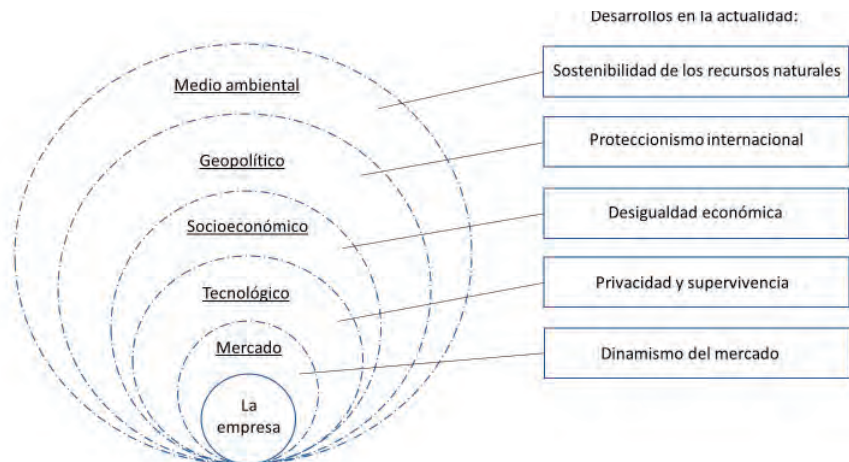 Desarrollos en la actualidad:
Medio ambiental
Sostenibilidad de los recursos naturales
Geopolítico
Proteccionismo internacional
Socioeconómico
Desigualdad económica
Tecnológico
Privacidad y supervivencia
Mercado
Dinamismo del mercado
La
empresa